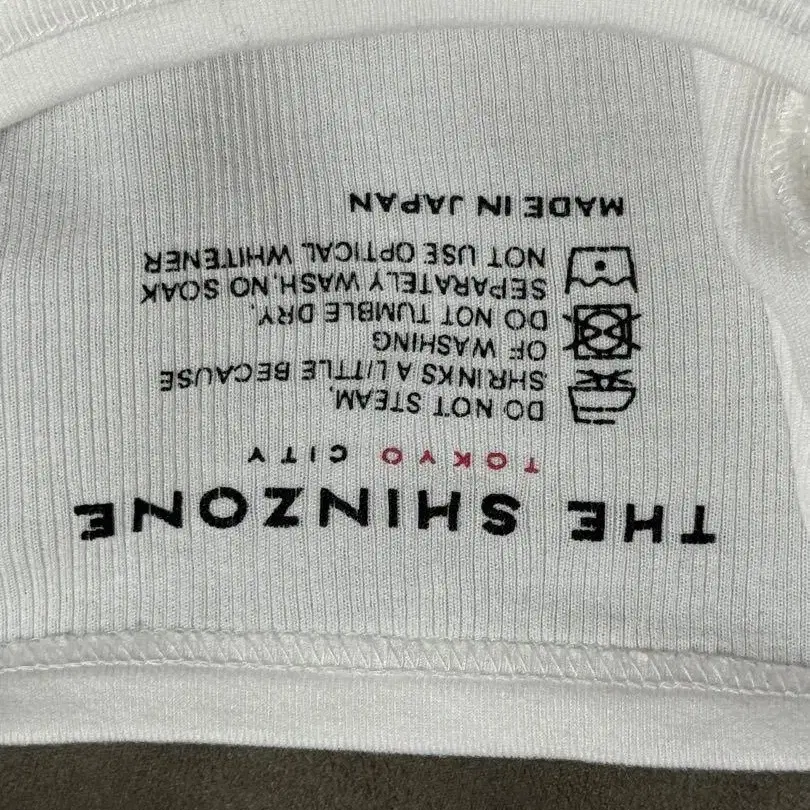 THE SHINZONE
TOKYO CITY
DO NOT STEAM,
SHRINKS A LITTLE BECAUSE
OF WASHING
DO NOT TUMBLE DRY,
SEPARATELY WASH,NO SOAK
NOT USE OPTICAL WHITENER
MADE IN JAPAN